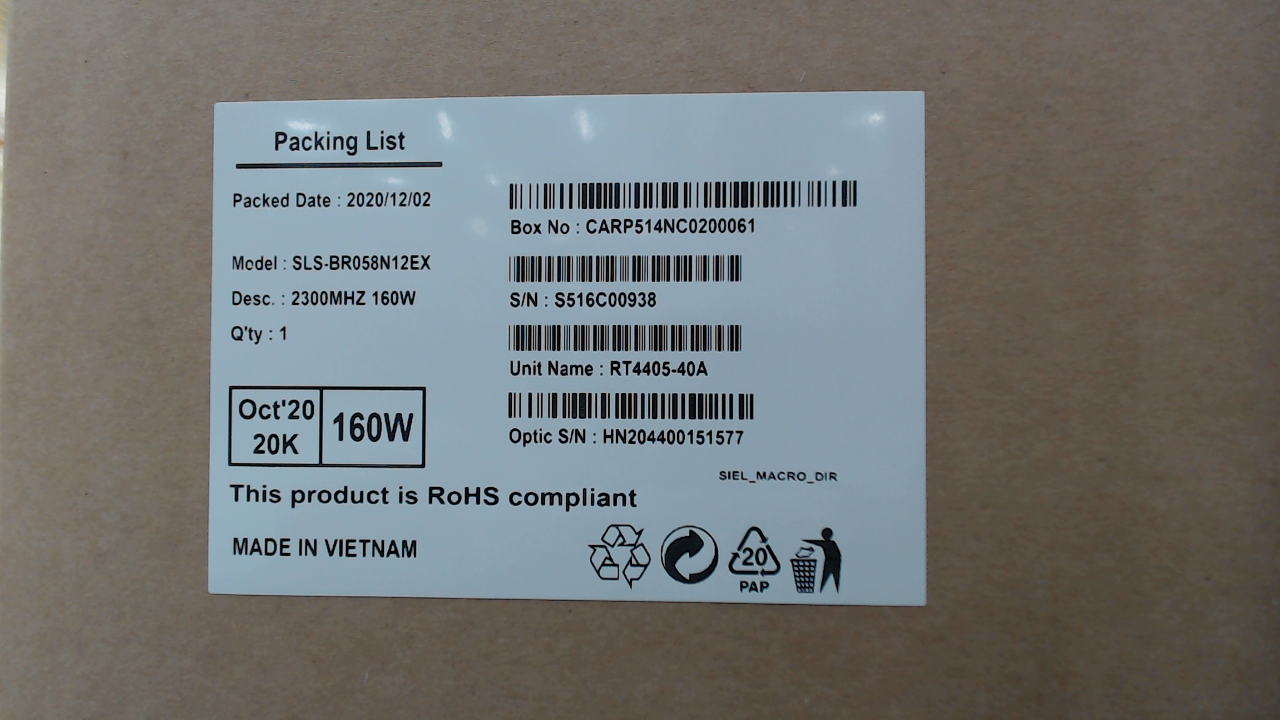 Packing List
Packed Date : 2020/12/02
Box No : CARP514NC0200061
Model : SLS-BR058N12EX
Desc. : 2300MHZ 160W
S/N : S516C00938
Q'ty : 1
Unit Name : RT4405-40A
Oct'20
20K
160W
Optic S/N : HN204400151577
SIEL_MACRO_DIR
This product is RoHS compliant
MADE IN VIETNAM
20
PAP